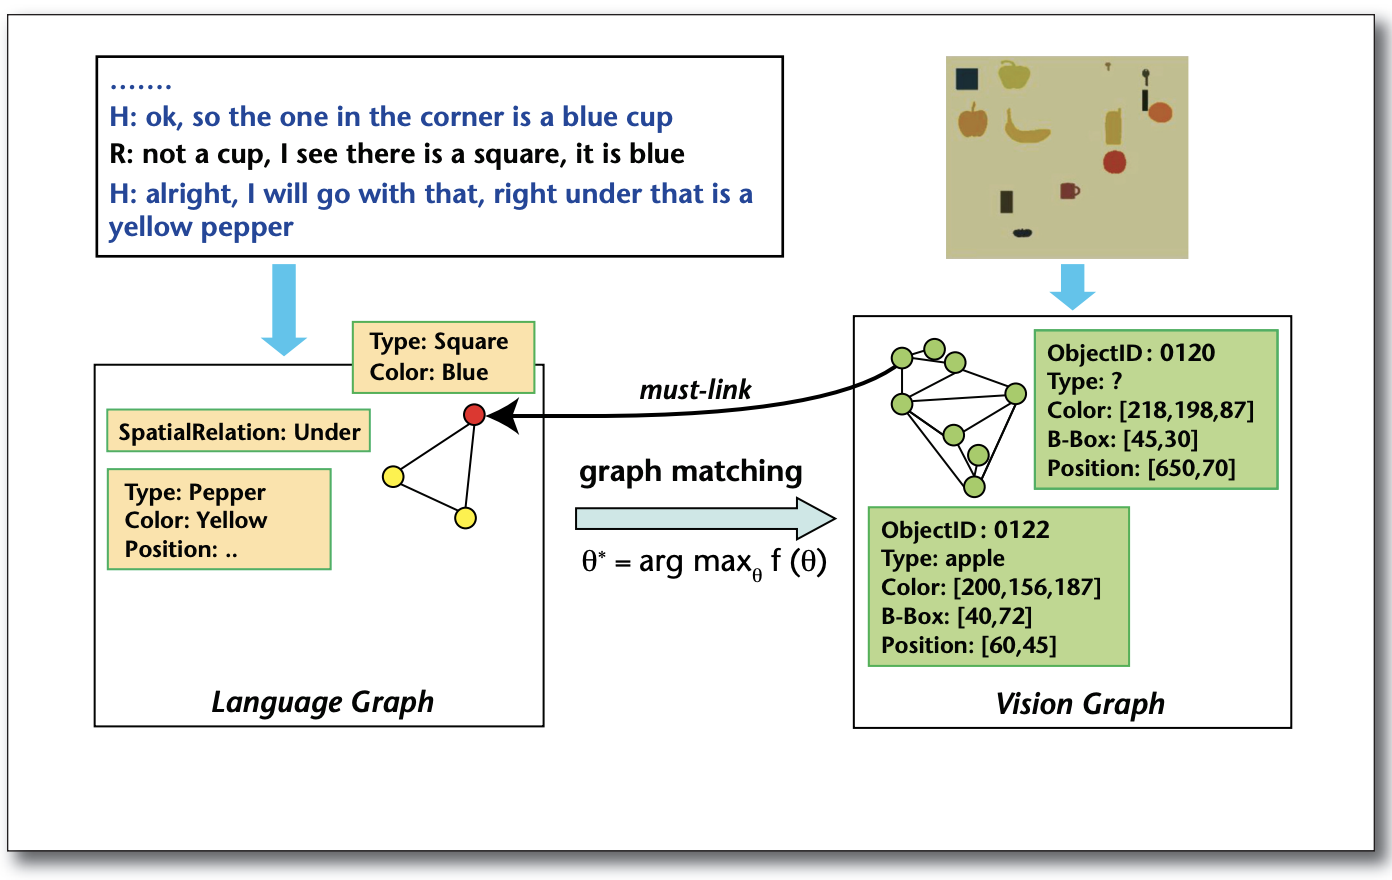 .......
H: ok, so the one in the corner is a blue cup
R: not a cup, I see there is a square, it is blue
H: alright, I will go with that, right under that is a
yellow pepper
Type: Square
Color: Blue
SpatialRelation: Under
Type: Pepper
Color: Yellow
Position: ..
Language Graph
must-link
graph matching
θ* = arg maxθ f (θ)
ObjectID : 0120
Type: ?
Color: [218,198,87]
B-Box: [45,30]
Position: [650,70]
ObjectID : 0122
Type: apple
Color: [200,156,187]
B-Box: [40,72]
Position: [60,45]
Vision Graph